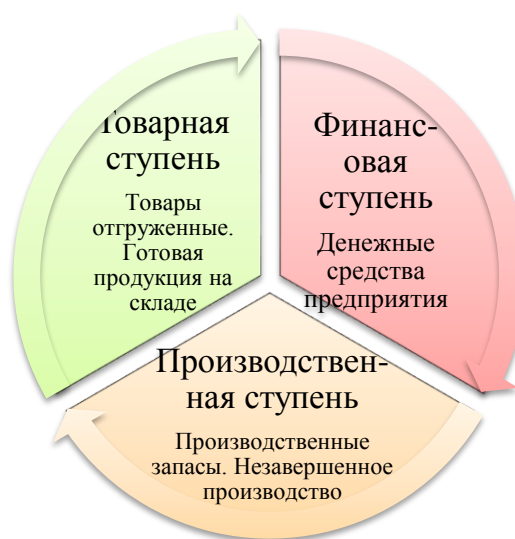 Товарная
ступень
Товары
отгруженные.
Готовая
продукция на
складе
Финанс-
овая
ступень
Денежные
средства
предприятия
Производствен-
ная ступень
Производственные
запасы. Незавершенное
производство